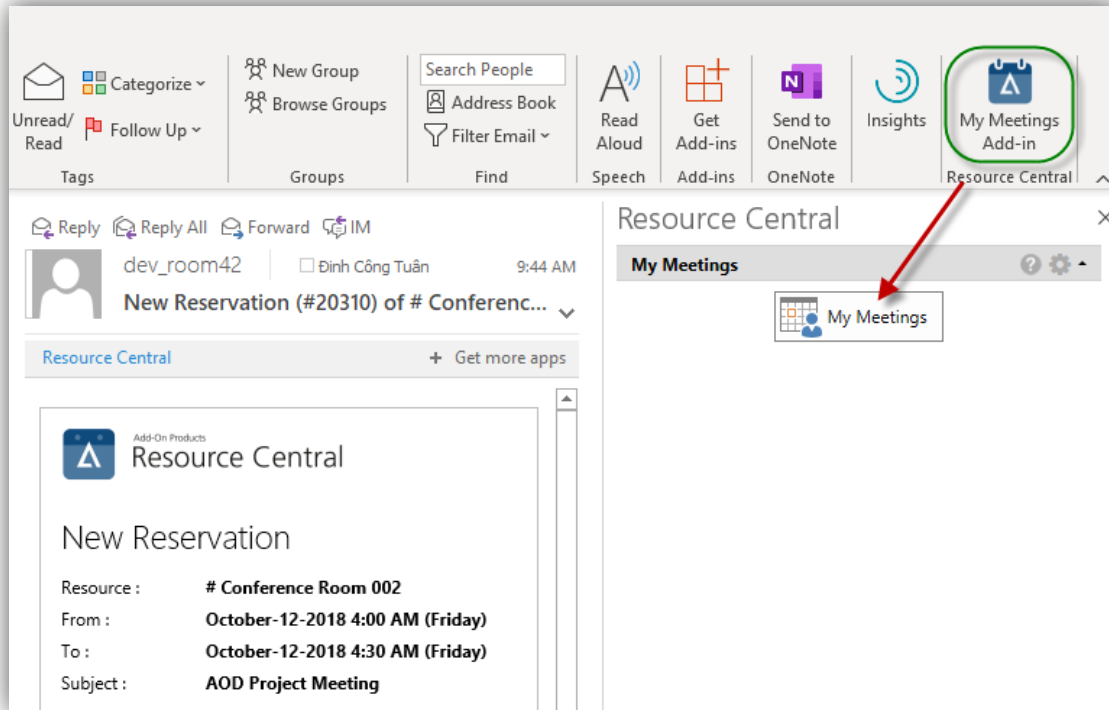 Unread/
Read
Categorize
Follow Up
Tags
New Group
Browse Groups
Groups
Search People
Address Book
Filter Email
Find
Read
Aloud
Speech
Get
Add-ins
Add-ins
Send to
OneNote
OneNote
Insights
My Meetings
Add-in
Resource Central
Reply Reply All Forward IM
dev_room42 Đinh Công Tuân 9:44 AM
New Reservation (#20310) of # Conferenc...
Resource Central + Get more apps
Add-On Products
Resource Central
New Reservation
Resource : # Conference Room 002
From : October-12-2018 4:00 AM (Friday)
To : October-12-2018 4:30 AM (Friday)
Subject : AOD Project Meeting
Resource Central
My Meetings
My Meetings